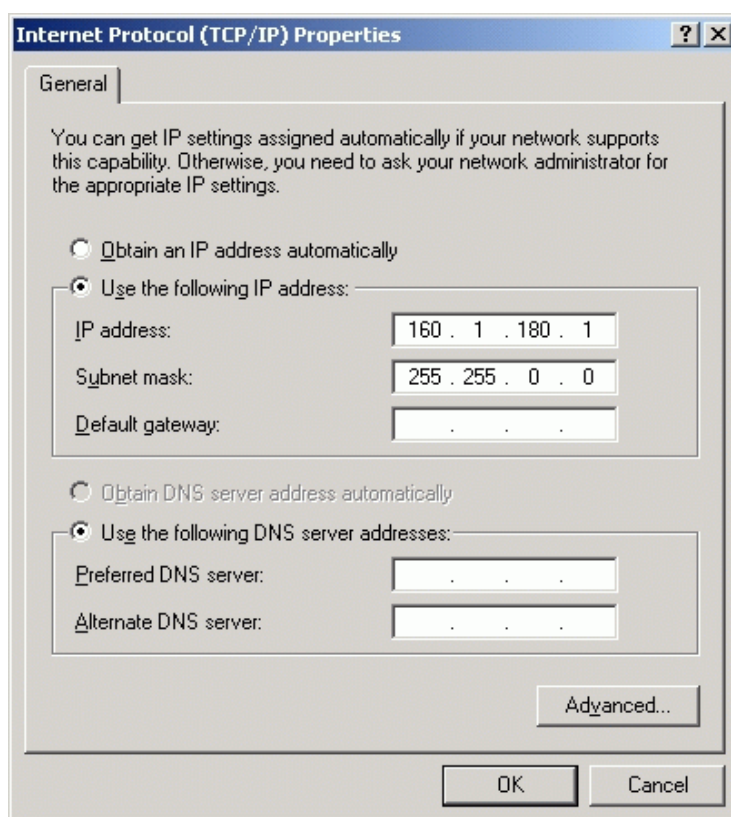 Internet Protocol (TCP/IP) Properties
General
You can get IP settings assigned automatically if your network supports
this capability. Otherwise, you need to ask your network administrator for
the appropriate IP settings.
Obtain an IP address automatically
Use the following IP address:
IP address: 160 . 1 . 180 . 1
Subnet mask: 255 . 255 . 0 . 0
Default gateway: . . .
Obtain DNS server address automatically
Use the following DNS server addresses:
Preferred DNS server: . . .
Alternate DNS server: . . .
Advanced...
OK Cancel